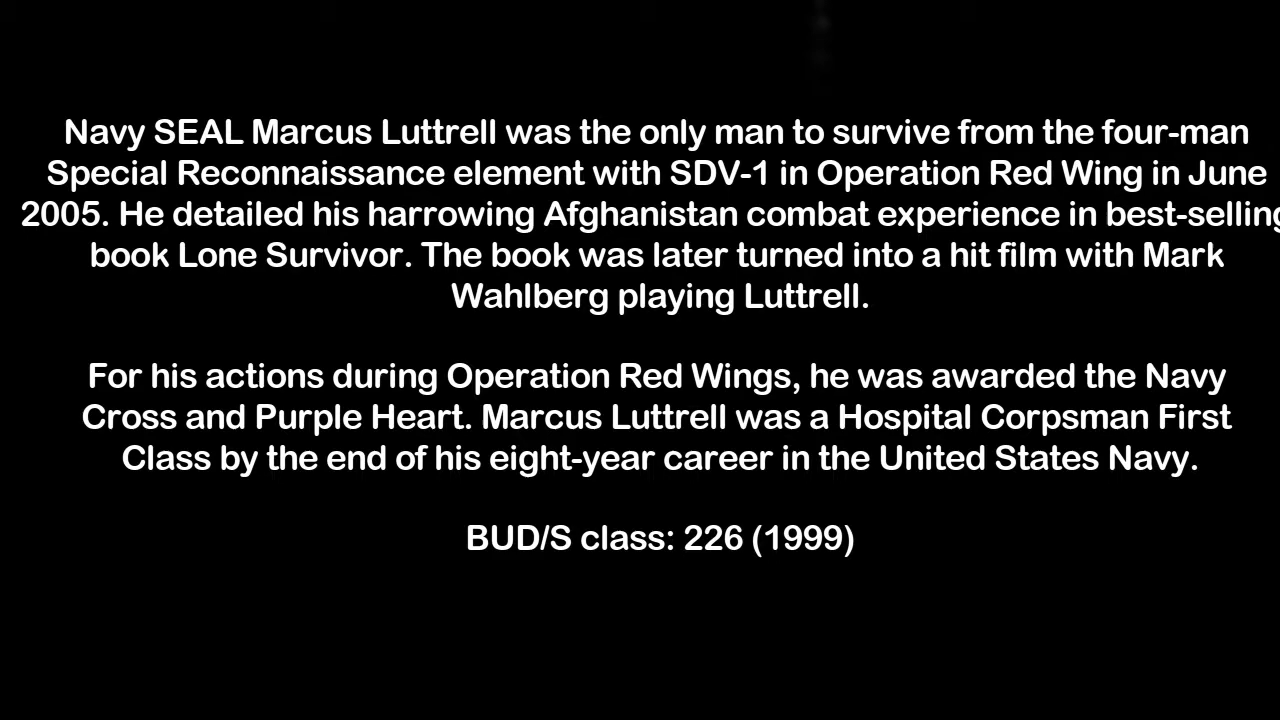 Navy SEAL Marcus Luttrell was the only man to survive from the four-man
Special Reconnaissance element with SDV-1 in Operation Red Wing in June
2005. He detailed his harrowing Afghanistan combat experience in best-selling
book Lone Survivor. The book was later turned into a hit film with Mark
Wahlberg playing Luttrell.
For his actions during Operation Red Wings, he was awarded the Navy
Cross and Purple Heart. Marcus Luttrell was a Hospital Corpsman First
Class by the end of his eight-year career in the United States Navy.
BUD/S class: 226 (1999)